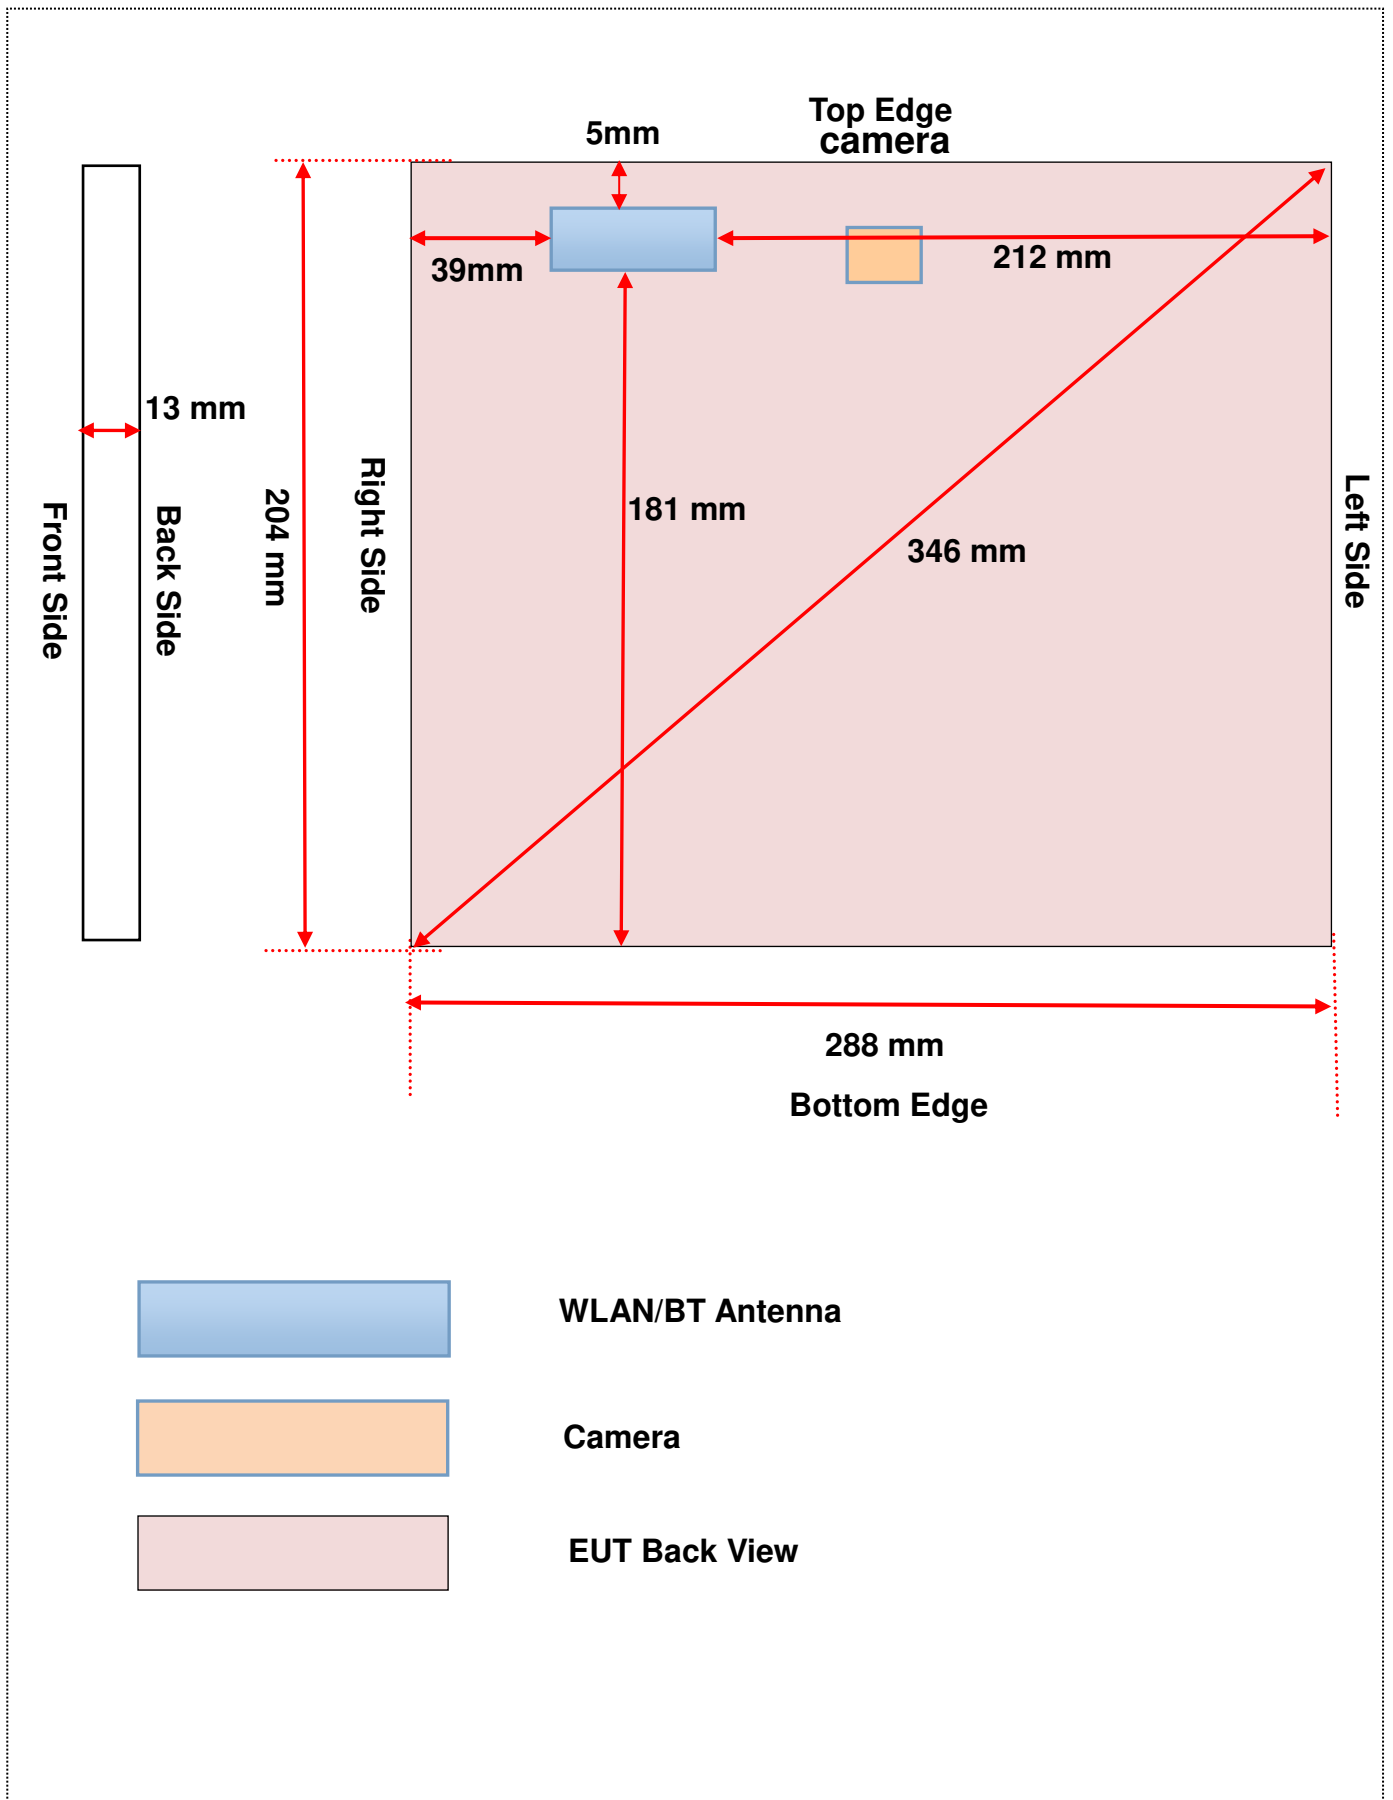 Top Edge
camera
5mm
39mm
212 mm
13 mm
181 mm
346 mm
204 mm
Front Side
Back Side
Right Side
Left Side
288 mm
Bottom Edge
WLAN/BT Antenna
Camera
EUT Back View